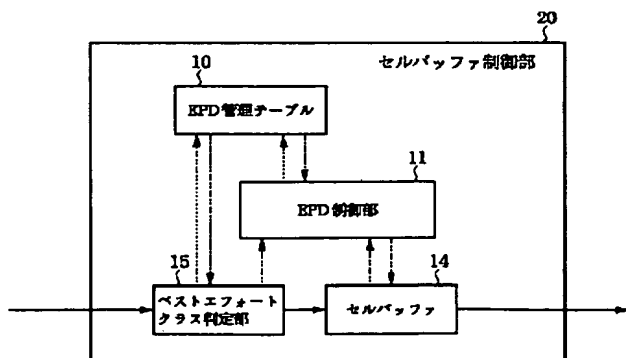 20
セルバッファ制御部
10
EPD管理テーブル
11
EPD制御部
15
ベストエフォート
クラス判定部
14
セルバッファ